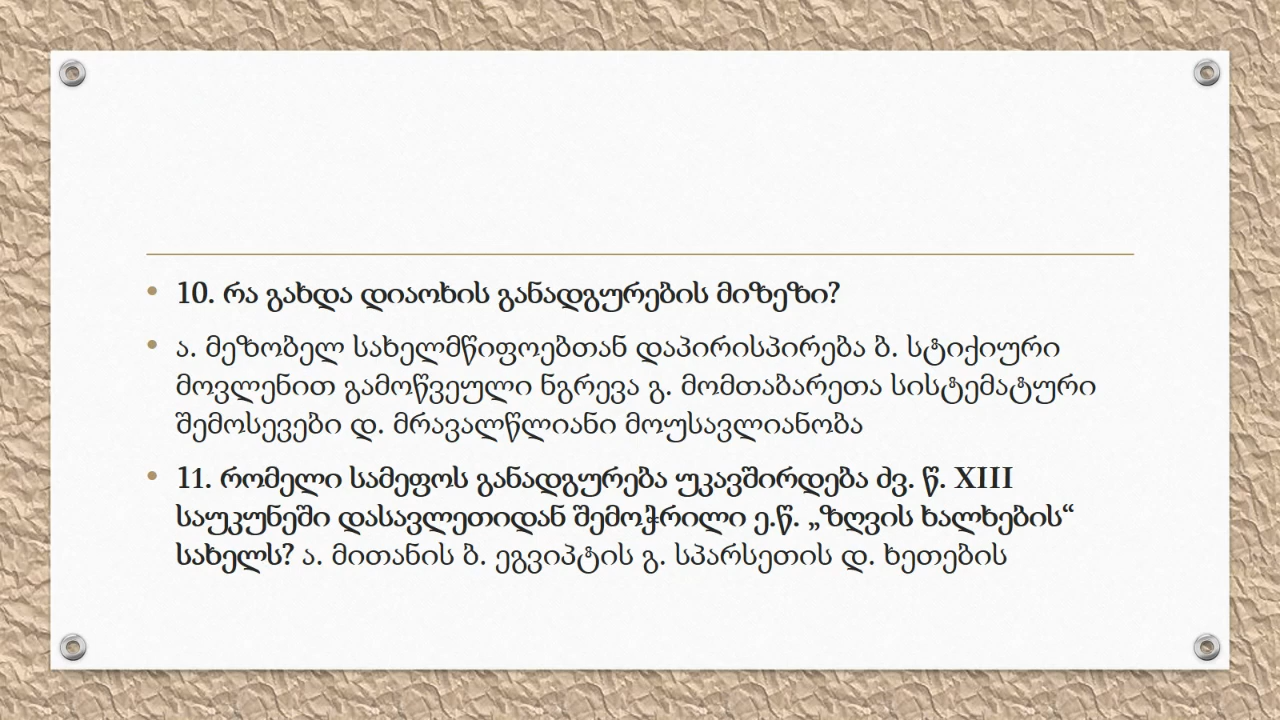 • 10. რა გახდა დიაოხის განადგურების მიზეზი?
• ა. მეზობელ სახელმწიფოებთან დაპირისპირება ბ. სტიქიური
მოვლენით გამოწვეული ნგრევა გ. მომთაბარეთა სისტემატური
შემოსევები დ. მრავალწლიანი მოუსავლიანობა
• 11. რომელი სამეფოს განადგურება უკავშირდება ძვ. წ. XIII
საუკუნეში დასავლეთიდან შემოჭრილი ე.წ. „ზღვის ხალხების“
სახელს? ა. მითანის ბ. ეგვიპტის გ. სპარსეთის დ. ხეთების